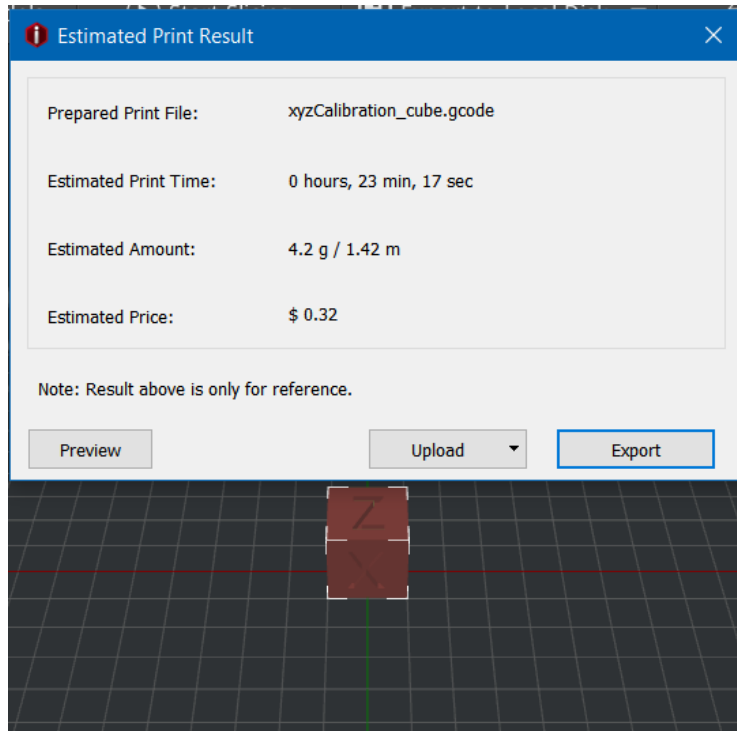 Estimated Print Result
Prepared Print File: xyzCalibration_cube.gcode
Estimated Print Time: 0 hours, 23 min, 17 sec
Estimated Amount: 4.2 g / 1.42 m
Estimated Price: $ 0.32
Note: Result above is only for reference.
Preview Upload Export
Z
X